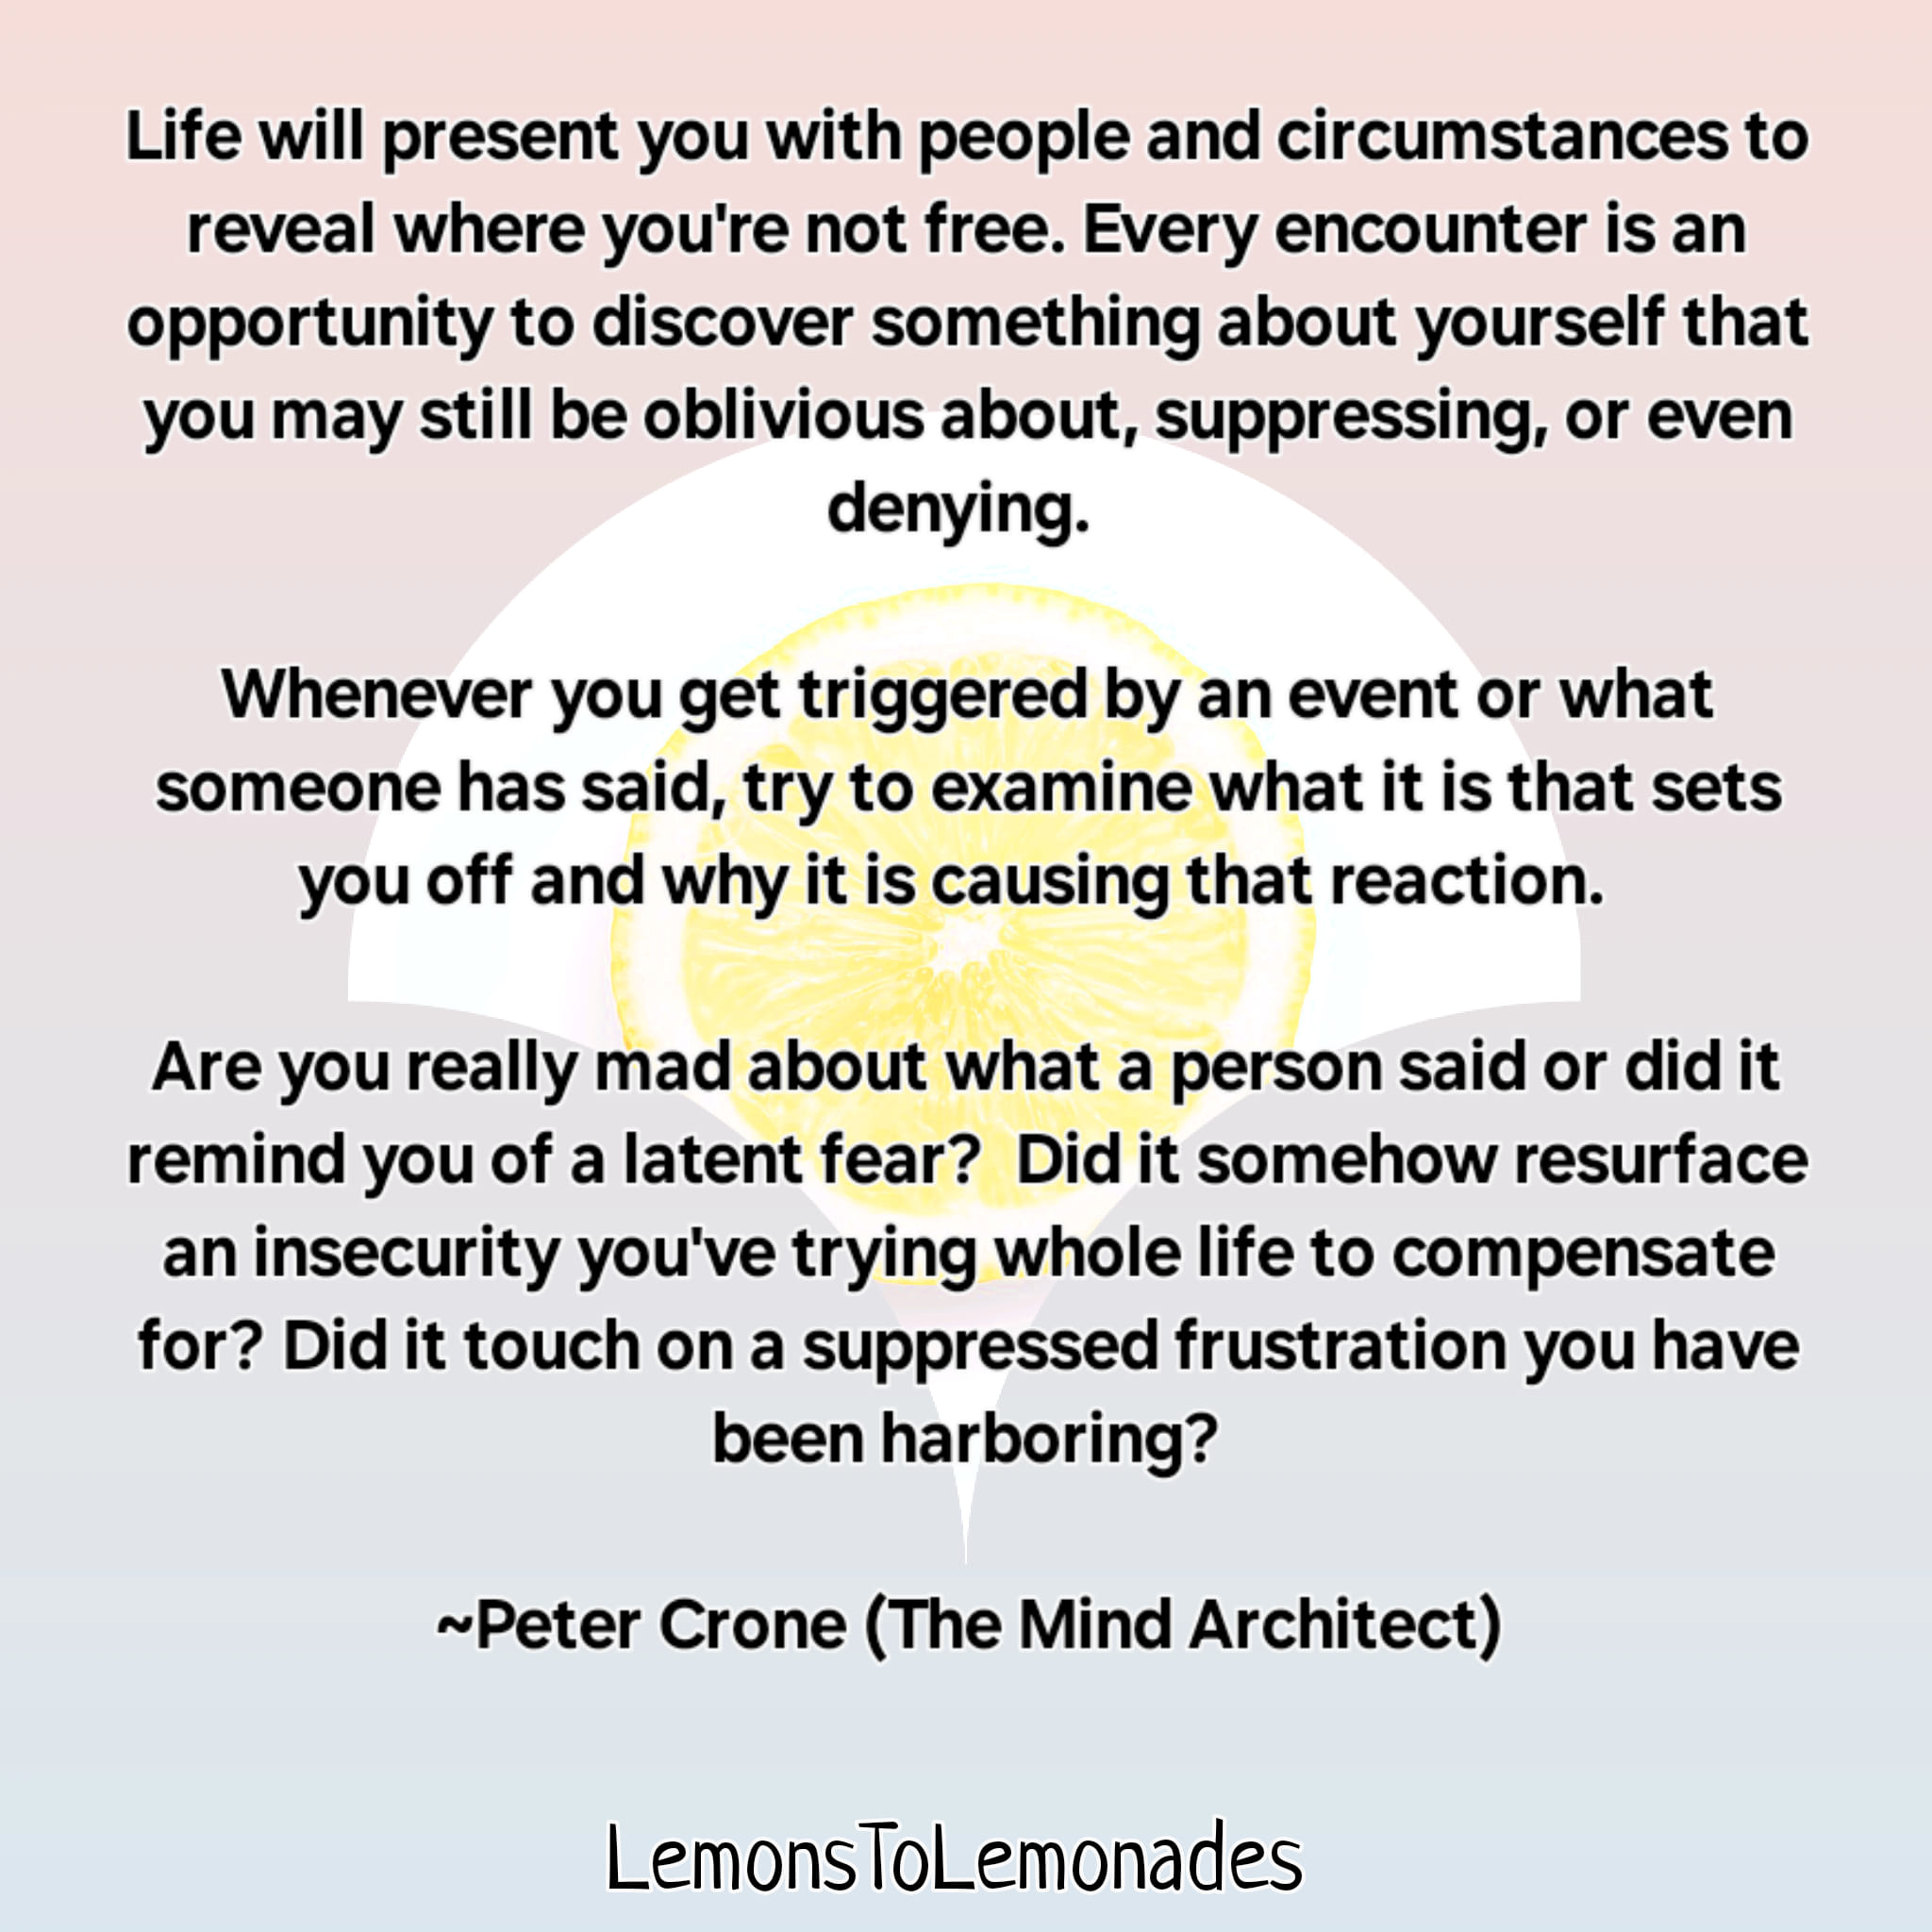 Life will present you with people and circumstances to
reveal where you're not free. Every encounter is an
opportunity to discover something about yourself that
you may still be oblivious about, suppressing, or even
denying.
Whenever you get triggered by an event or what
someone has said, try to examine what it is that sets
you off and why it is causing that reaction.
Are you really mad about what a person said or did it
remind you of a latent fear?  Did it somehow resurface
an insecurity you've trying whole life to compensate
for? Did it touch on a suppressed frustration you have
been harboring?
~Peter Crone (The Mind Architect)
LemonsToLemonades